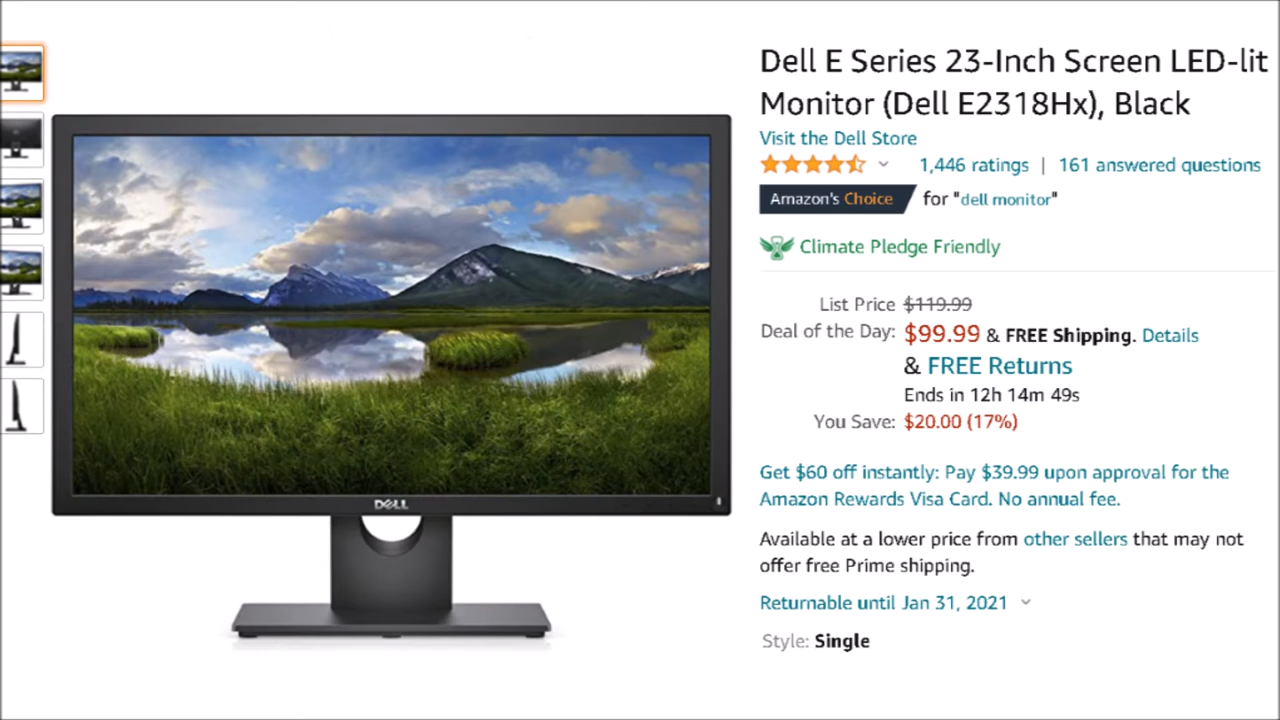 Dell E Series 23-Inch Screen LED-lit
Monitor (Dell E2318Hx), Black
Visit the Dell Store
1,446 ratings | 161 answered questions
Amazon's Choice for "dell monitor"
Climate Pledge Friendly
List Price $119.99
Deal of the Day: $99.99 & FREE Shipping. Details
& FREE Returns
Ends in 12h 14m 49s
You Save: $20.00 (17%)
Get $60 off instantly: Pay $39.99 upon approval for the
Amazon Rewards Visa Card. No annual fee.
Available at a lower price from other sellers that may not
offer free Prime shipping.
Returnable until Jan 31, 2021
Style: Single
DELL